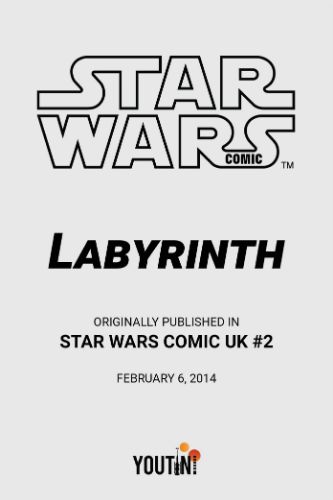 STAR
WARS
COMIC
TM
LABYRINTH
ORIGINALLY PUBLISHED IN
STAR WARS COMIC UK #2
FEBRUARY 6, 2014
YOUTINI